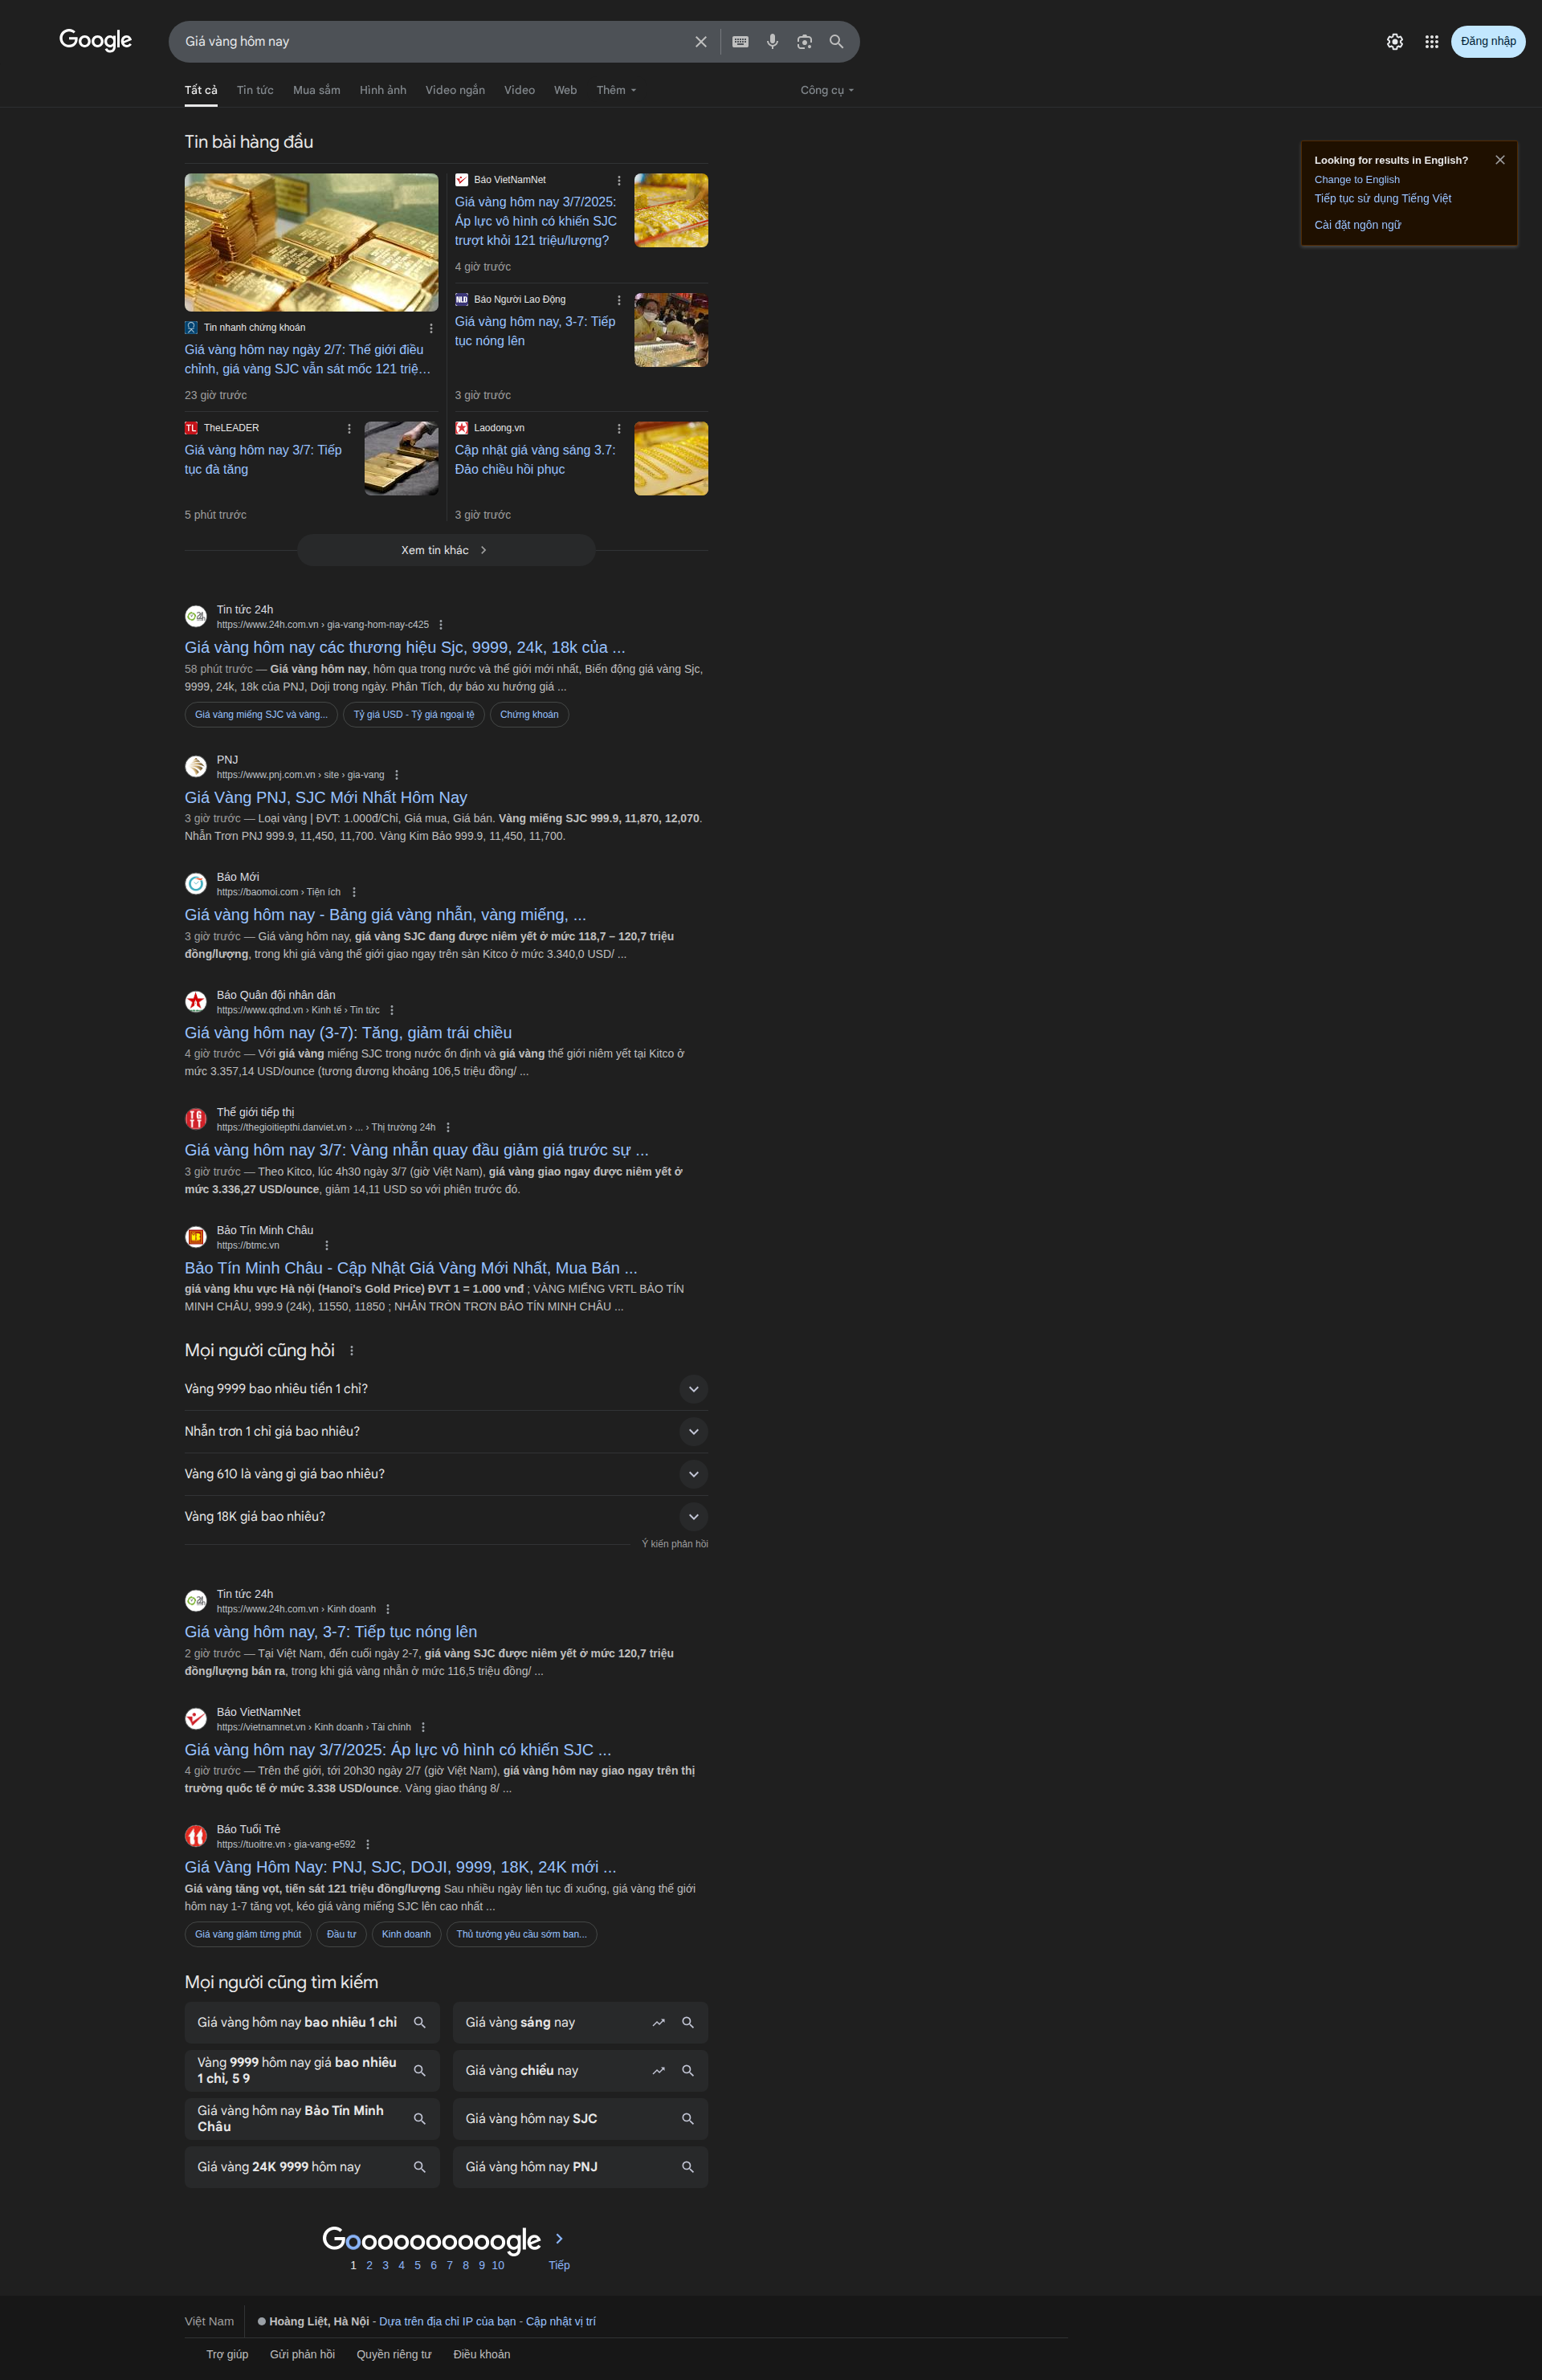 Google
Giá vàng hôm nay
Đăng nhập
Tất cả
Tin tức
Mua sắm
Hình ảnh
Video ngắn
Video
Web
Thêm
Công cụ
Looking for results in English?
Change to English
Tiếp tục sử dụng Tiếng Việt
Cài đặt ngôn ngữ
Tin bài hàng đầu
Tin nhanh chứng khoán
Giá vàng hôm nay ngày 2/7: Thế giới điều
chỉnh, giá vàng SJC vẫn sát mốc 121 triệ…
23 giờ trước
Báo VietNamNet
Giá vàng hôm nay 3/7/2025:
Áp lực vô hình có khiến SJC
trượt khỏi 121 triệu/lượng?
4 giờ trước
NLD
Báo Người Lao Động
Giá vàng hôm nay, 3-7: Tiếp
tục nóng lên
3 giờ trước
TL
TheLEADER
Giá vàng hôm nay 3/7: Tiếp
tục đà tăng
5 phút trước
Laodong.vn
Cập nhật giá vàng sáng 3.7:
Đảo chiều hồi phục
3 giờ trước
Xem tin khác
Tin tức 24h
https://www.24h.com.vn › gia-vang-hom-nay-c425
Giá vàng hôm nay các thương hiệu Sjc, 9999, 24k, 18k của ...
58 phút trước — Giá vàng hôm nay, hôm qua trong nước và thế giới mới nhất, Biến động giá vàng Sjc,
9999, 24k, 18k của PNJ, Doji trong ngày. Phân Tích, dự báo xu hướng giá ...
Giá vàng miếng SJC và vàng...
Tỷ giá USD - Tỷ giá ngoại tệ
Chứng khoán
PNJ
https://www.pnj.com.vn › site › gia-vang
Giá Vàng PNJ, SJC Mới Nhất Hôm Nay
3 giờ trước — Loại vàng | ĐVT: 1.000đ/Chỉ, Giá mua, Giá bán. Vàng miếng SJC 999.9, 11,870, 12,070.
Nhẫn Trơn PNJ 999.9, 11,450, 11,700. Vàng Kim Bảo 999.9, 11,450, 11,700.
Báo Mới
https://baomoi.com › Tiện ích
Giá vàng hôm nay - Bảng giá vàng nhẫn, vàng miếng, ...
3 giờ trước — Giá vàng hôm nay, giá vàng SJC đang được niêm yết ở mức 118,7 – 120,7 triệu
đồng/lượng, trong khi giá vàng thế giới giao ngay trên sàn Kitco ở mức 3.340,0 USD/ ...
Báo Quân đội nhân dân
https://www.qdnd.vn › Kinh tế › Tin tức
Giá vàng hôm nay (3-7): Tăng, giảm trái chiều
4 giờ trước — Với giá vàng miếng SJC trong nước ổn định và giá vàng thế giới niêm yết tại Kitco ở
mức 3.357,14 USD/ounce (tương đương khoảng 106,5 triệu đồng/ ...
TG
TT
Thế giới tiếp thị
https://thegioitiepthi.danviet.vn › ... › Thị trường 24h
Giá vàng hôm nay 3/7: Vàng nhẫn quay đầu giảm giá trước sự ...
3 giờ trước — Theo Kitco, lúc 4h30 ngày 3/7 (giờ Việt Nam), giá vàng giao ngay được niêm yết ở
mức 3.336,27 USD/ounce, giảm 14,11 USD so với phiên trước đó.
Bảo Tín Minh Châu
https://btmc.vn
Bảo Tín Minh Châu - Cập Nhật Giá Vàng Mới Nhất, Mua Bán ...
giá vàng khu vực Hà nội (Hanoi's Gold Price) ĐVT 1 = 1.000 vnđ ; VÀNG MIẾNG VRTL BẢO TÍN
MINH CHÂU, 999.9 (24k), 11550, 11850 ; NHẪN TRÒN TRƠN BẢO TÍN MINH CHÂU ...
Mọi người cũng hỏi
Vàng 9999 bao nhiêu tiền 1 chỉ?
Nhẫn trơn 1 chỉ giá bao nhiêu?
Vàng 610 là vàng gì giá bao nhiêu?
Vàng 18K giá bao nhiêu?
Ý kiến phản hồi
Tin tức 24h
https://www.24h.com.vn › Kinh doanh
Giá vàng hôm nay, 3-7: Tiếp tục nóng lên
2 giờ trước — Tại Việt Nam, đến cuối ngày 2-7, giá vàng SJC được niêm yết ở mức 120,7 triệu
đồng/lượng bán ra, trong khi giá vàng nhẫn ở mức 116,5 triệu đồng/ ...
Báo VietNamNet
https://vietnamnet.vn › Kinh doanh › Tài chính
Giá vàng hôm nay 3/7/2025: Áp lực vô hình có khiến SJC ...
4 giờ trước — Trên thế giới, tới 20h30 ngày 2/7 (giờ Việt Nam), giá vàng hôm nay giao ngay trên thị
trường quốc tế ở mức 3.338 USD/ounce. Vàng giao tháng 8/ ...
Báo Tuổi Trẻ
https://tuoitre.vn › gia-vang-e592
Giá Vàng Hôm Nay: PNJ, SJC, DOJI, 9999, 18K, 24K mới ...
Giá vàng tăng vọt, tiến sát 121 triệu đồng/lượng Sau nhiều ngày liên tục đi xuống, giá vàng thế giới
hôm nay 1-7 tăng vọt, kéo giá vàng miếng SJC lên cao nhất ...
Giá vàng giảm từng phút
Đầu tư
Kinh doanh
Thủ tướng yêu cầu sớm ban...
Mọi người cũng tìm kiếm
Giá vàng hôm nay bao nhiêu 1 chỉ
Giá vàng sáng nay
Vàng 9999 hôm nay giá bao nhiêu
1 chỉ, 5 9
Giá vàng chiều nay
Giá vàng hôm nay Bảo Tín Minh
Châu
Giá vàng hôm nay SJC
Giá vàng 24K 9999 hôm nay
Giá vàng hôm nay PNJ
Goooooooooogle
1 2 3 4 5 6 7 8 9 10 Tiếp
Việt Nam
Hoàng Liệt, Hà Nội - Dựa trên địa chỉ IP của bạn - Cập nhật vị trí
Trợ giúp
Gửi phản hồi
Quyền riêng tư
Điều khoản